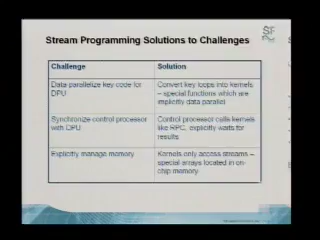 Stream Programming Solutions to Challenges
Challenge
Solution
Data parallelize key code for
DPU
Convert key loops into kernels
– special functions which are
implicitly data parallel
Synchronize control processor
with DPU
Control processor calls kernels
like RPC, explicitly waits for
results
Explicitly manage memory
Kernels only access streams –
special arrays located in on-
chip memory